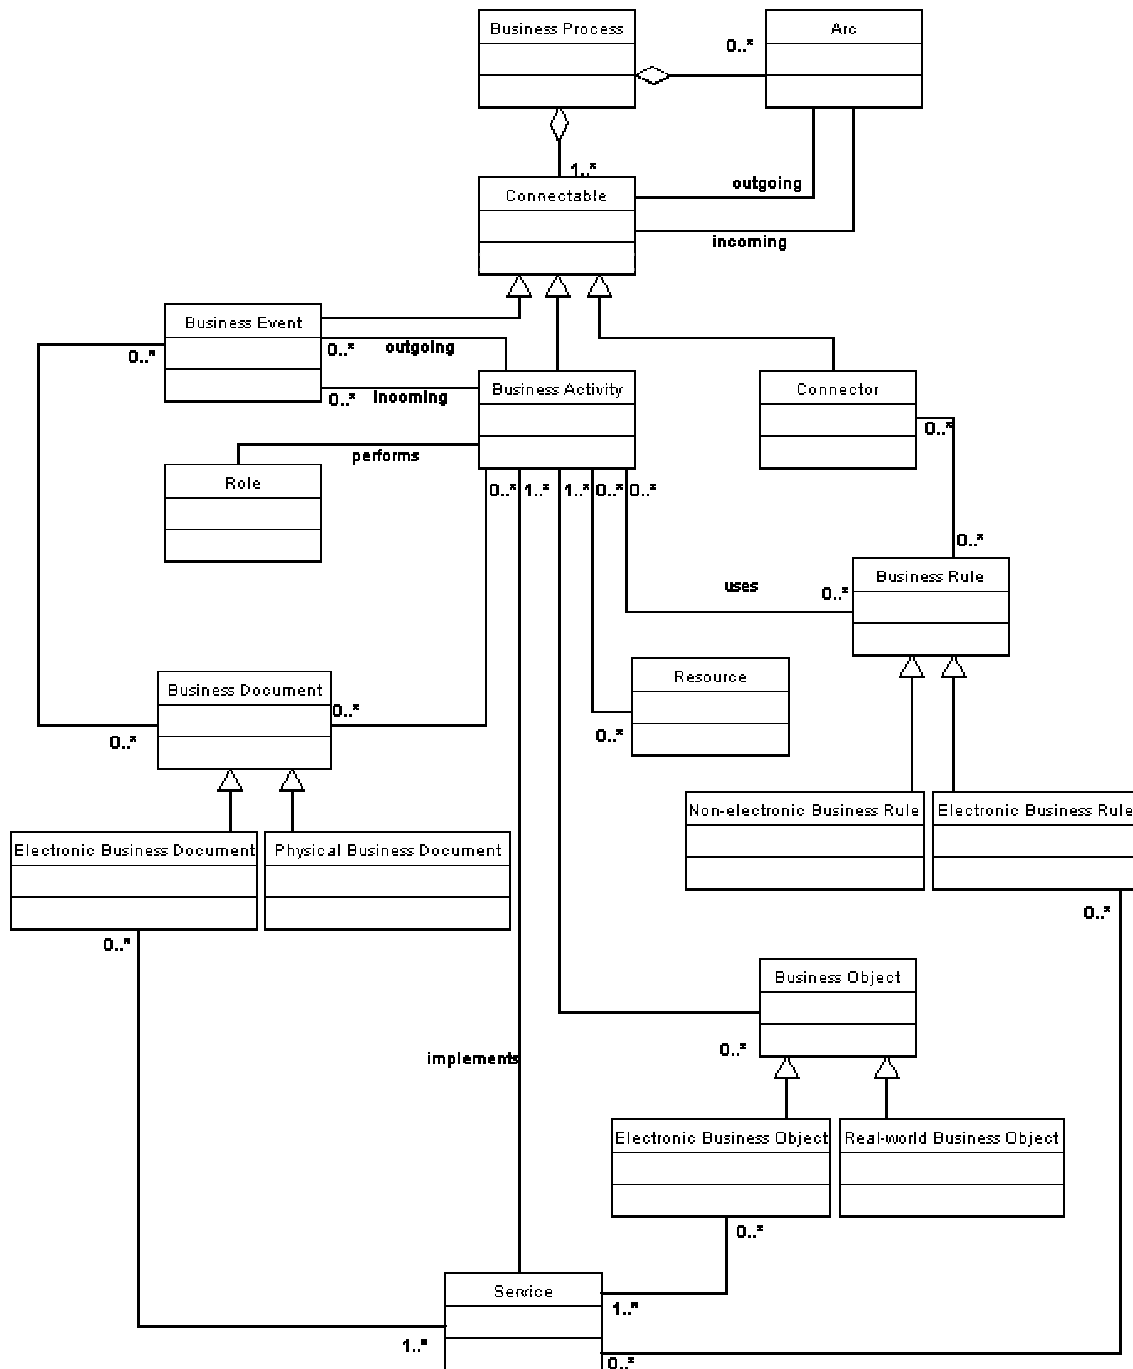 Business Process
Arc
0..*
1..*
Connectable
outgoing
incoming
Business Event
0..*
0..*
outgoing
0..*
incoming
Business Activity
Connector
0..*
performs
Role
0..*
1..*
1..*
0..*
0..*
0..*
Business Rule
uses
0..*
Resource
0..*
Business Document
0..*
0..*
Non-electronic Business Rule
Electronic Business Rule
Electronic Business Document
Physical Business Document
0..*
0..*
Business Object
0..*
implements
Electronic Business Object
Real-world Business Object
0..*
Service
1..*
1..*
0..*